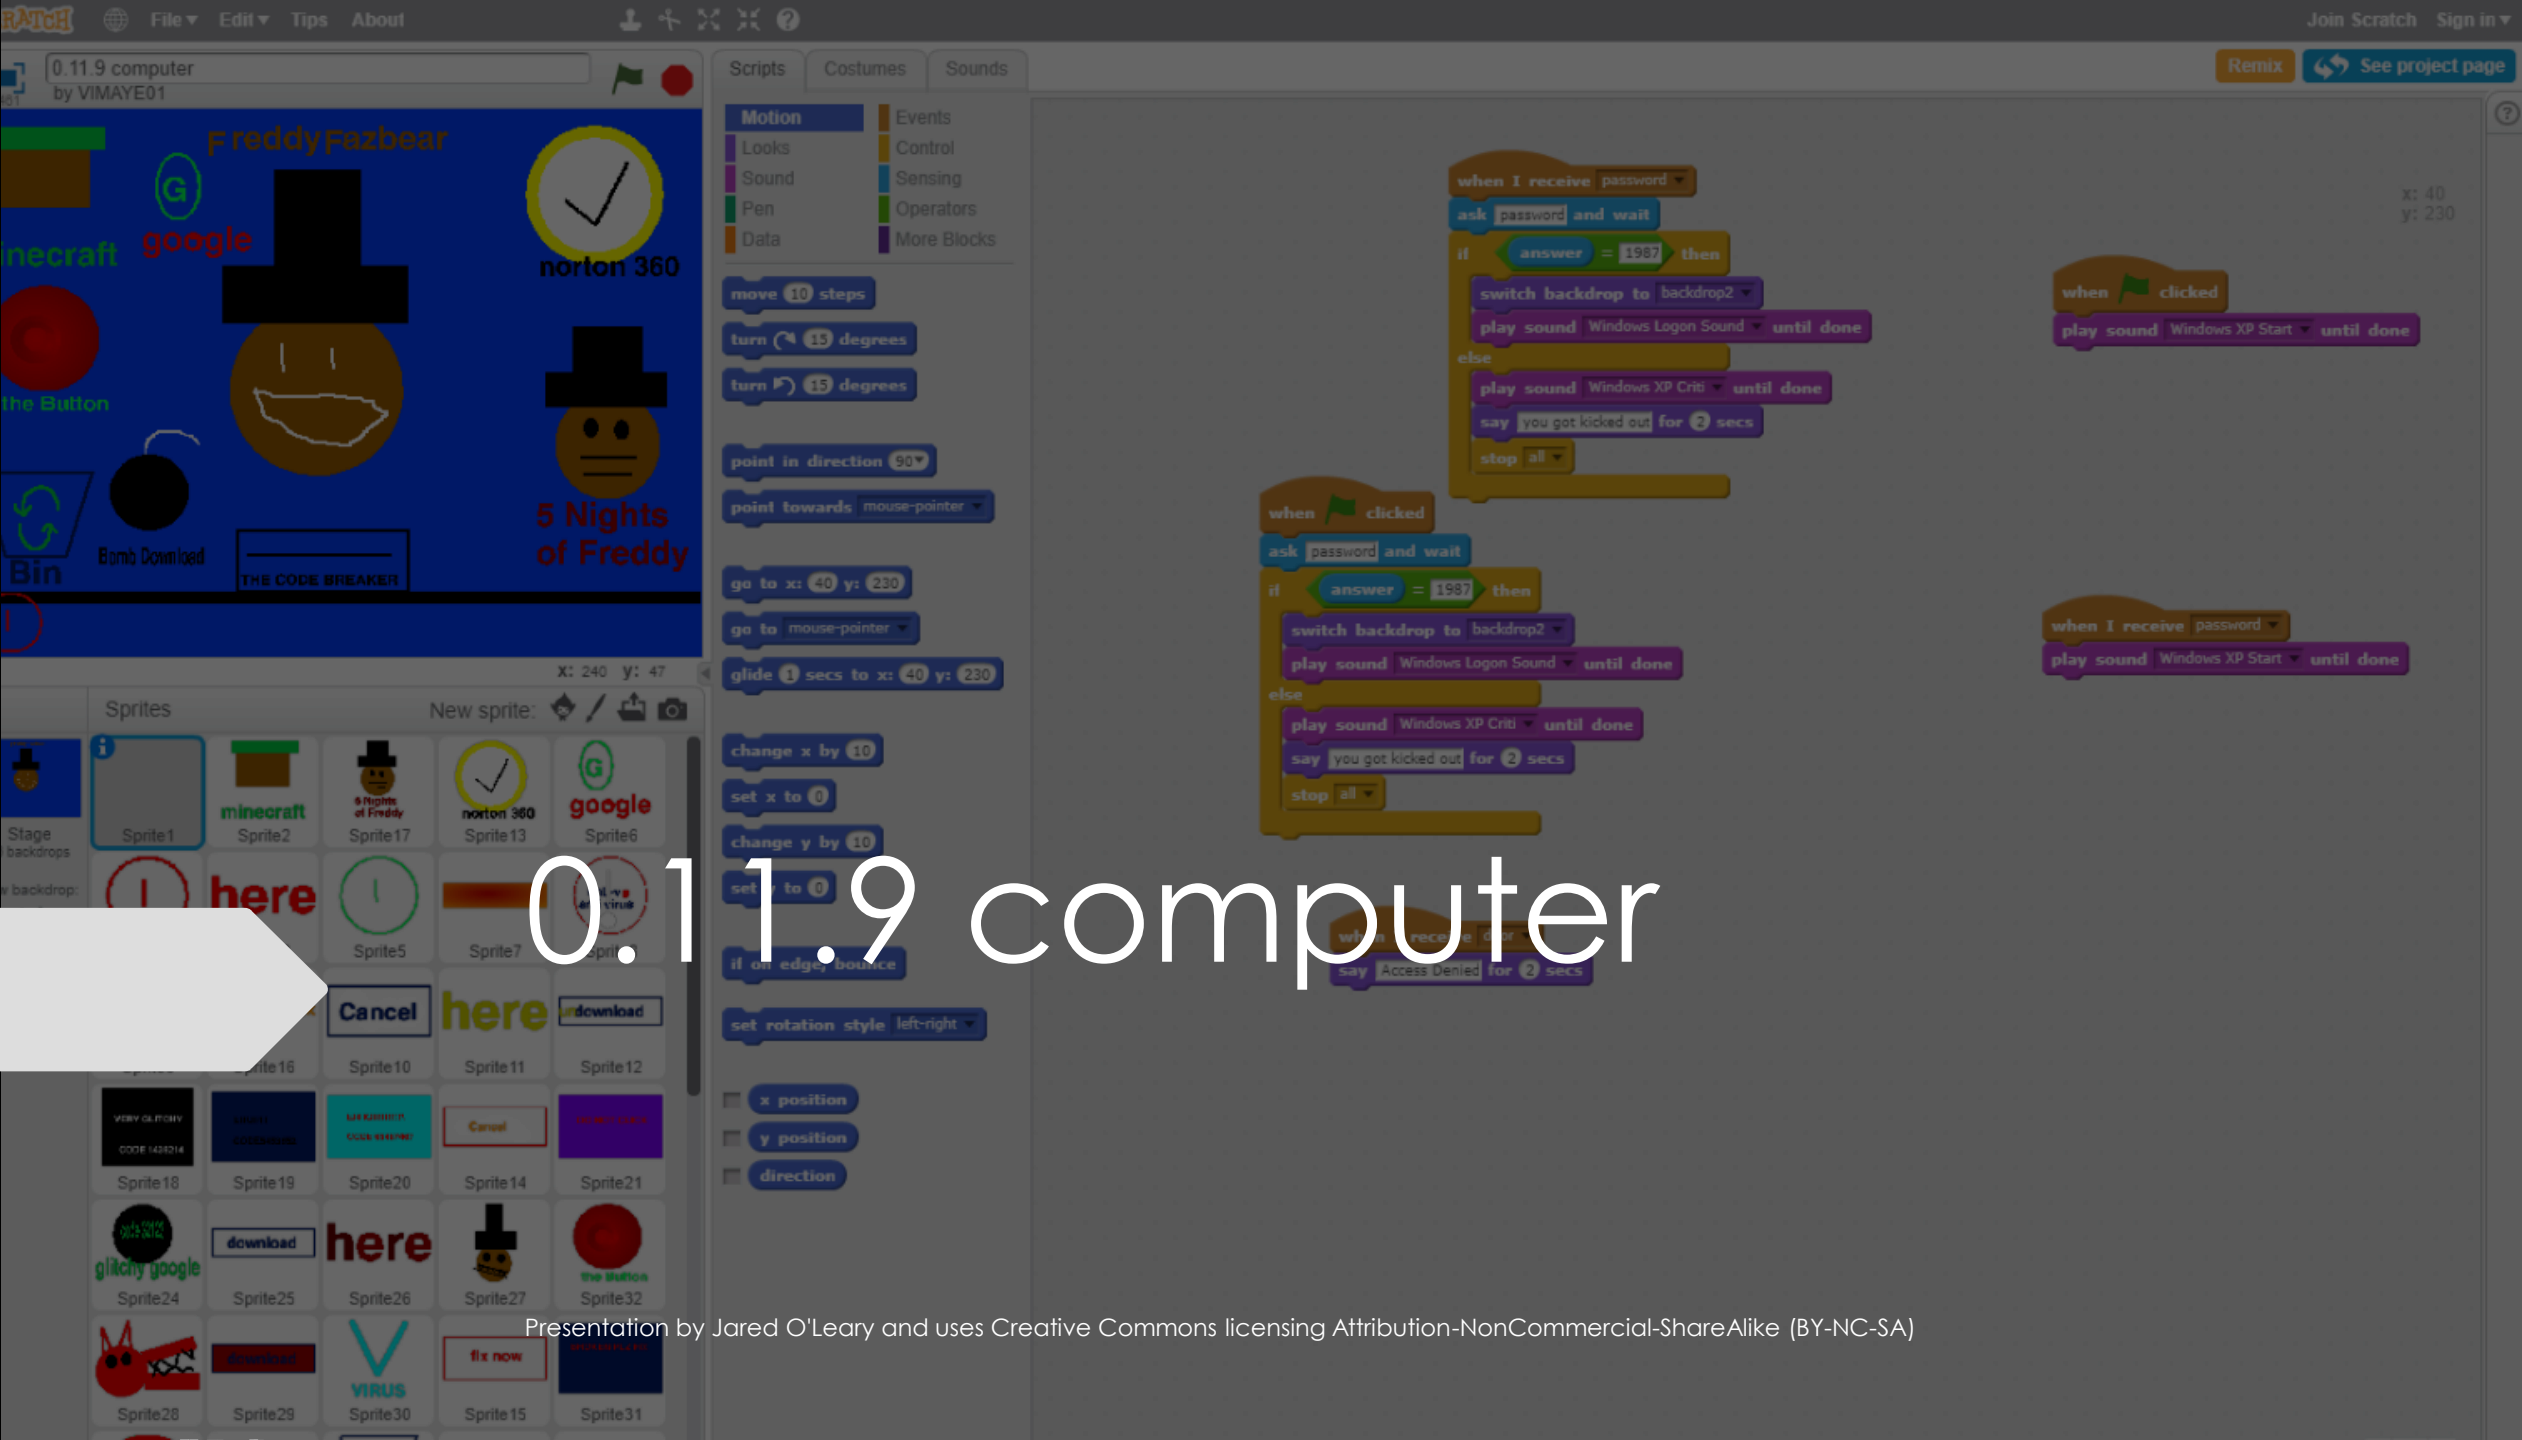 File Edit Tips About
Join Scratch Sign in
0.11.9 computer
by VIMAYE01
Scripts Costumes Sounds
Remix See project page
Motion Events
Looks Control
Sound Sensing
Pen Operators
Data More Blocks
Freddy Fazbear
G
google
norton 360
the Button
5 Nights
of Freddy
Bomb Download
Bin
THE CODE BREAKER
x: 240 y: 47
Sprites New sprite:
Stage
backdrops
backdrop:
Sprite1
minecraft
Sprite2
5 Nights
of Freddy
Sprite17
norton 360
Sprite13
G
google
Sprite6
here
Sprite5
Sprite7
Cancel
Sprite10
here
Sprite11
download
Sprite12
VERY GLITCHY
CODE 1436214
Sprite18
Sprite19
Sprite20
Cancel
Sprite14
Sprite21
glitchy google
Sprite24
download
Sprite25
here
Sprite26
Sprite27
the Button
Sprite32
Sprite28
download
Sprite29
VIRUS
Sprite30
fix now
Sprite15
Sprite31
move 10 steps
turn 15 degrees
turn 15 degrees
point in direction 90
point towards mouse-pointer
go to x: 40 y: 230
go to mouse-pointer
glide 1 secs to x: 40 y: 230
change x by 10
set x to 0
change y by 10
set y to 0
if on edge, bounce
set rotation style left-right
x position
y position
direction
when I receive password
ask password and wait
if answer = 1987 then
switch backdrop to backdrop2
play sound Windows Logon Sound until done
else
play sound Windows XP Criti until done
say you got kicked out for 2 secs
stop all
x: 40
y: 230
when clicked
play sound Windows XP Start until done
when clicked
ask password and wait
if answer = 1987 then
switch backdrop to backdrop2
play sound Windows Logon Sound until done
else
play sound Windows XP Criti until done
say you got kicked out for 2 secs
stop all
when I receive password
play sound Windows XP Start until done
say Access Denied for 2 secs
0.11.9 computer
Presentation by Jared O'Leary and uses Creative Commons licensing Attribution-NonCommercial-ShareAlike (BY-NC-SA)